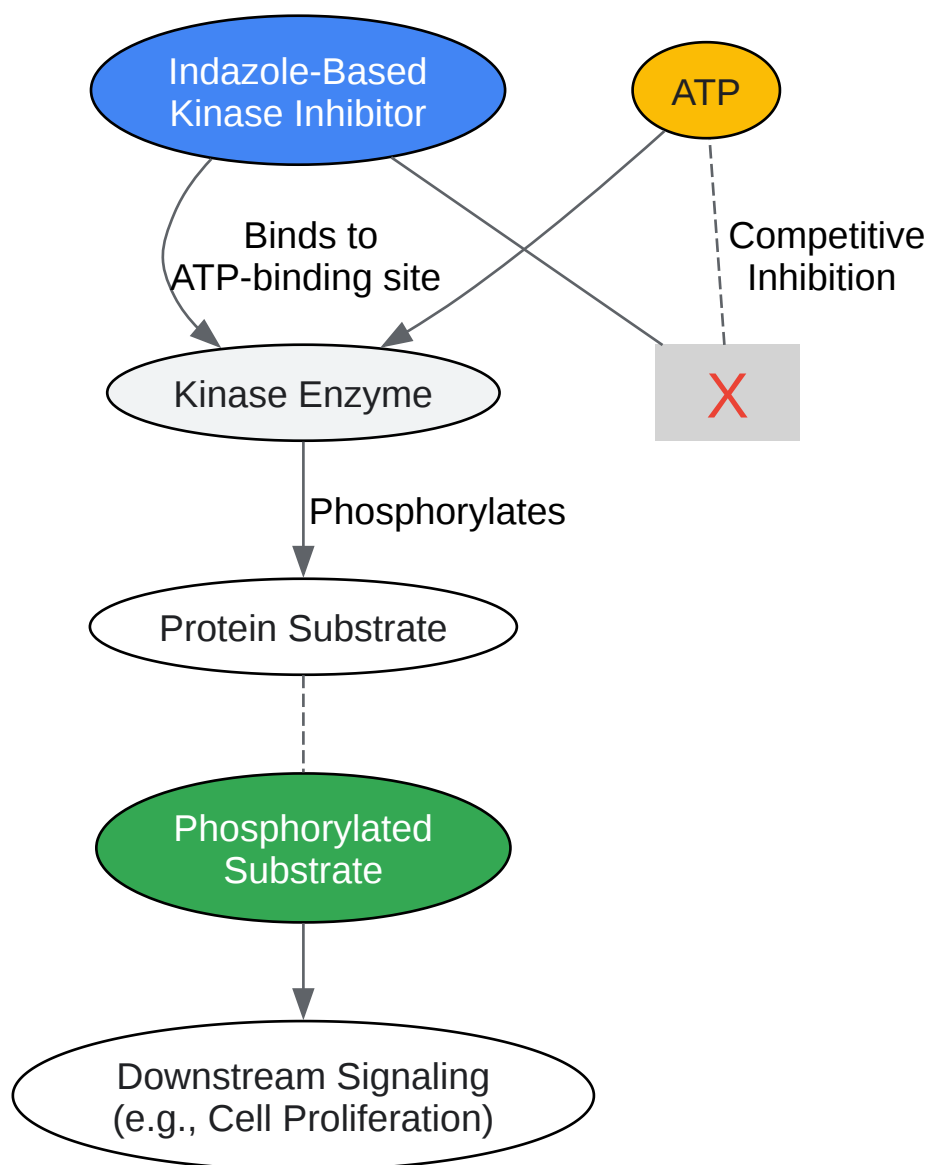 Indazole-Based
Kinase Inhibitor
ATP
Binds to
ATP-binding site
Competitive
Inhibition
Kinase Enzyme
X
Phosphorylates
Protein Substrate
Phosphorylated
Substrate
Downstream Signaling
(e.g., Cell Proliferation)